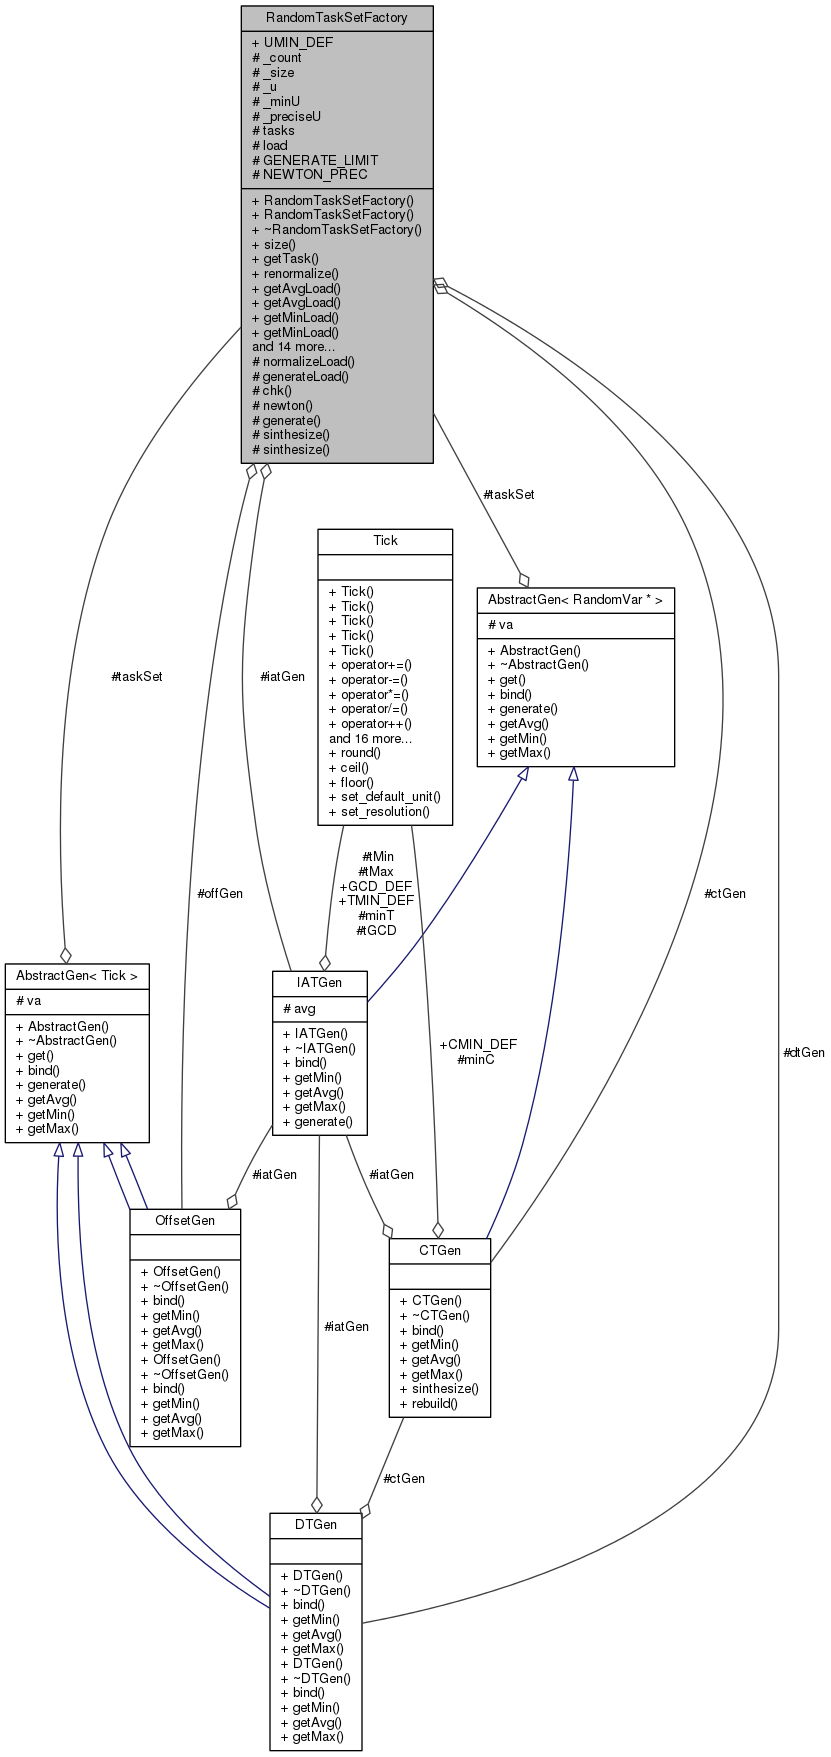 RandomTaskSetFactory
+ UMIN_DEF
# _count
# _size
# _u
# _minU
# _preciseU
# tasks
# load
# GENERATE_LIMIT
# NEWTON_PREC
+ RandomTaskSetFactory()
+ RandomTaskSetFactory()
+ ~RandomTaskSetFactory()
+ size()
+ getTask()
+ renormalize()
+ getAvgLoad()
+ getAvgLoad()
+ getMinLoad()
+ getMinLoad()
and 14 more...
# normalizeLoad()
# generateLoad()
# chk()
# newton()
# generate()
# sinthesize()
# sinthesize()
#taskSet
Tick
+ Tick()
+ Tick()
+ Tick()
+ Tick()
+ Tick()
+ operator+=()
+ operator-=()
+ operator*=()
+ operator/=()
+ operator++()
and 16 more...
+ round()
+ ceil()
+ floor()
+ set_default_unit()
+ set_resolution()
AbstractGen< RandomVar * >
# va
+ AbstractGen()
+ ~AbstractGen()
+ get()
+ bind()
+ generate()
+ getAvg()
+ getMin()
+ getMax()
#taskSet
#iatGen
#tMin
#tMax
+GCD_DEF
+TMIN_DEF
#minT
#tGCD
#offGen
#ctGen
AbstractGen< Tick >
# va
+ AbstractGen()
+ ~AbstractGen()
+ get()
+ bind()
+ generate()
+ getAvg()
+ getMin()
+ getMax()
IATGen
# avg
+ IATGen()
+ ~IATGen()
+ bind()
+ getMin()
+ getAvg()
+ getMax()
+ generate()
+CMIN_DEF
#minC
#dtGen
#iatGen
#iatGen
OffsetGen
+ OffsetGen()
+ ~OffsetGen()
+ bind()
+ getMin()
+ getAvg()
+ getMax()
+ OffsetGen()
+ ~OffsetGen()
+ bind()
+ getMin()
+ getAvg()
+ getMax()
#iatGen
CTGen
+ CTGen()
+ ~CTGen()
+ bind()
+ getMin()
+ getAvg()
+ getMax()
+ sinthesize()
+ rebuild()
#ctGen
DTGen
+ DTGen()
+ ~DTGen()
+ bind()
+ getMin()
+ getAvg()
+ getMax()
+ DTGen()
+ ~DTGen()
+ bind()
+ getMin()
+ getAvg()
+ getMax()